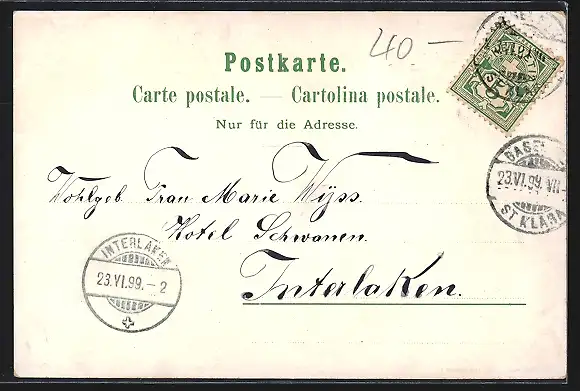 40.–
Postkarte.
Carte postale. — Cartolina postale.
Nur für die Adresse.
BASEL
23.VI.99.VII–
ST KLARA
Wohlgeb. Frau Marie Wyss.
Hotel Schwanen.
Interlaken.
INTERLAKEN
23.VI.99.–2